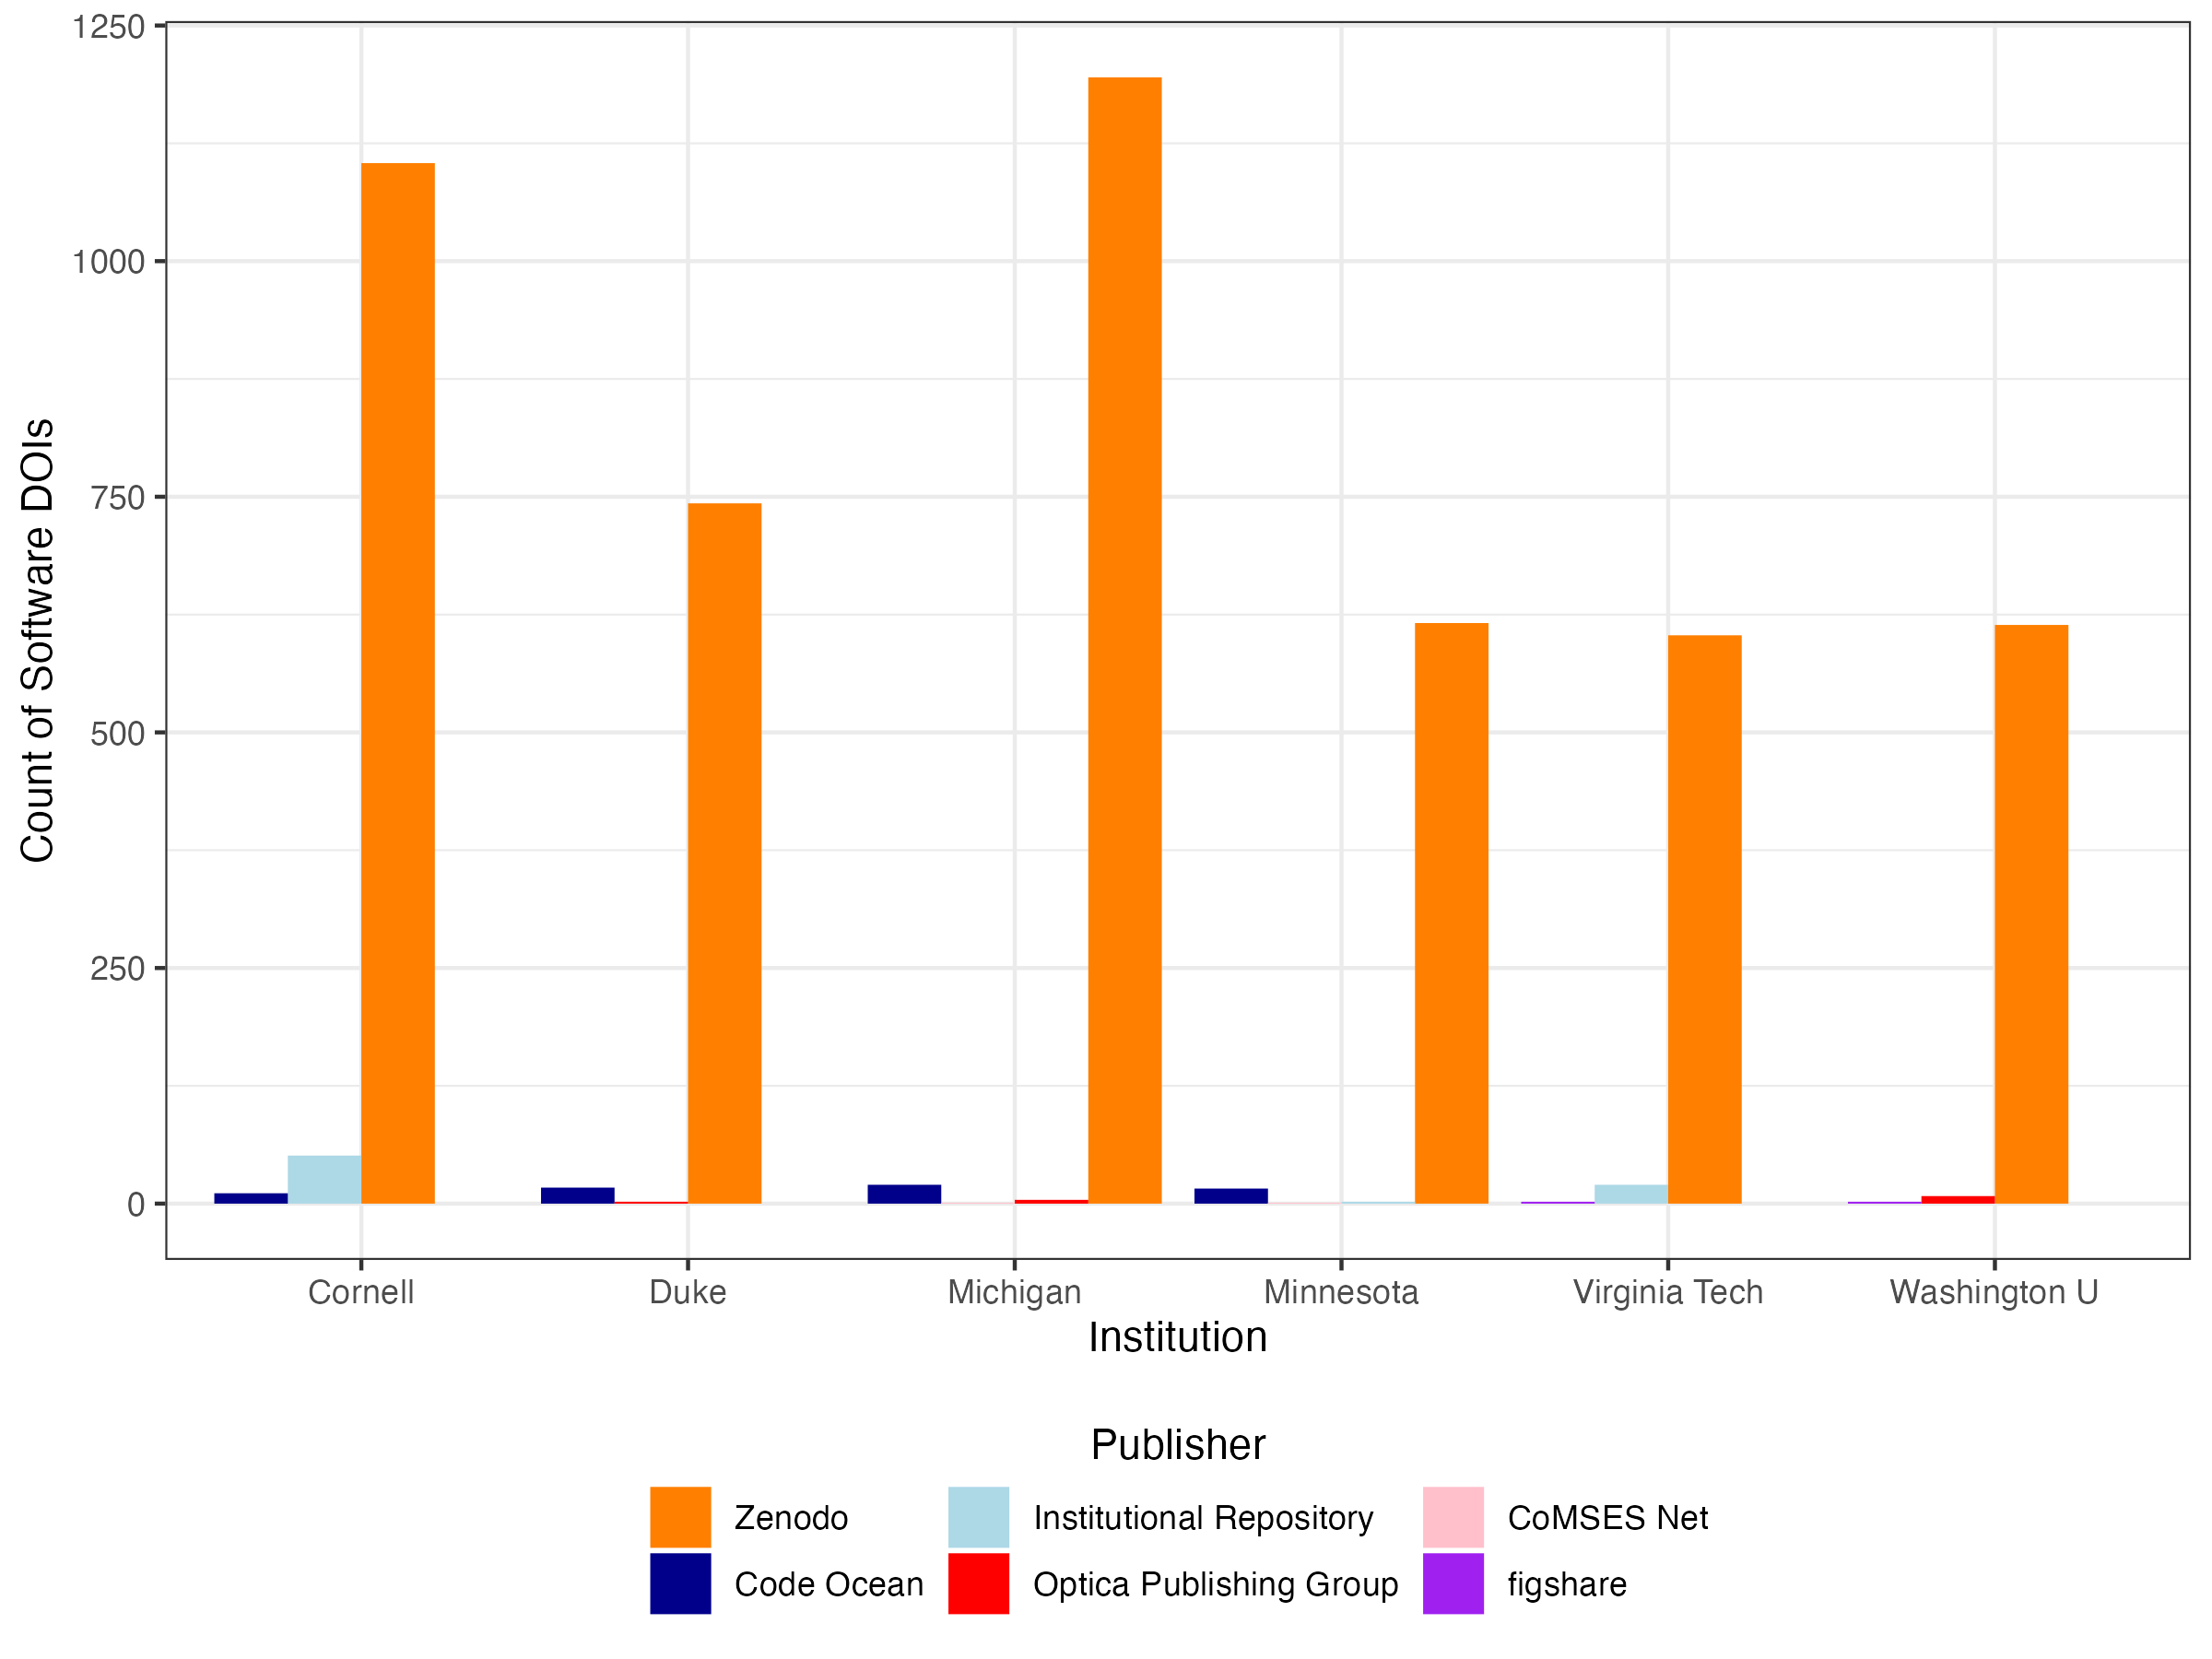 Count of Software DOIs
1250
1000
750
500
250
0
Cornell Duke Michigan Minnesota Virginia Tech Washington U
Institution
Publisher
Zenodo Institutional Repository CoMSES Net
Code Ocean Optica Publishing Group figshare